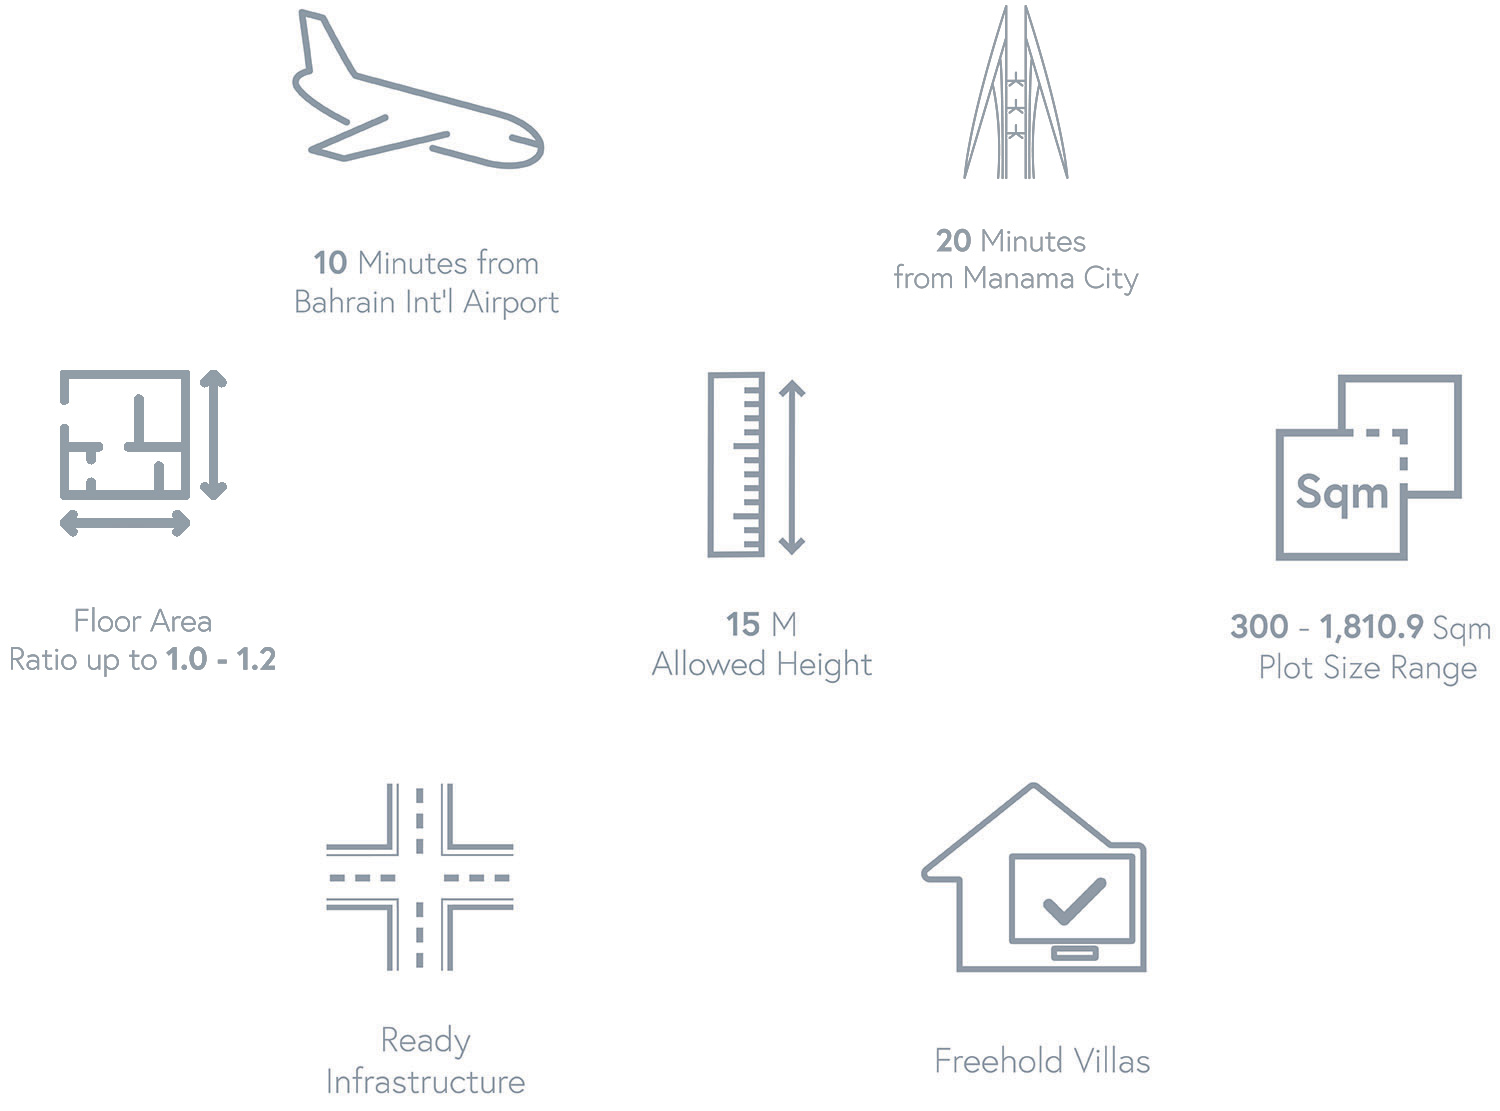 10 Minutes from
Bahrain Int'l Airport
20 Minutes
from Manama City
Floor Area
Ratio up to 1.0 - 1.2
15 M
Allowed Height
Sqm
300 - 1,810.9 Sqm
Plot Size Range
Ready
Infrastructure
Freehold Villas